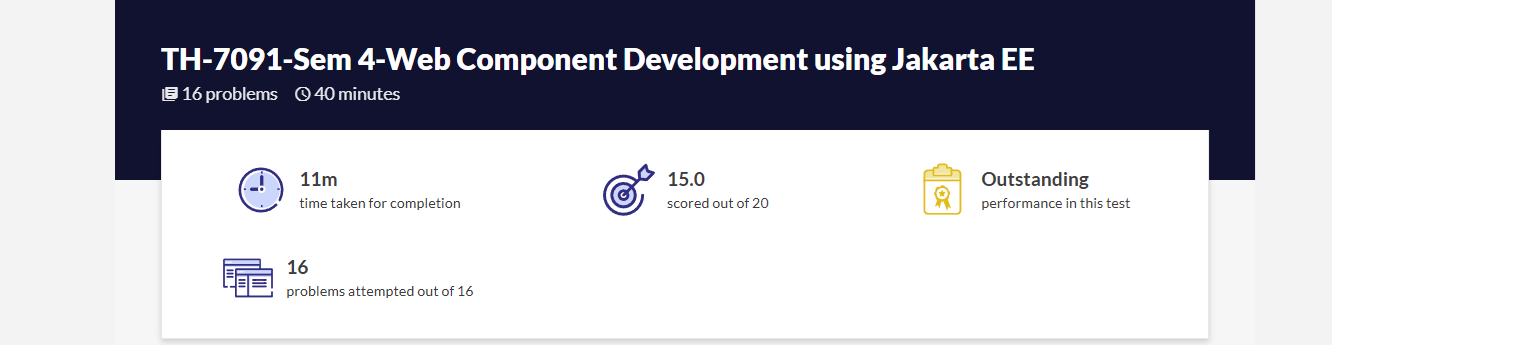 TH-7091-Sem 4-Web Component Development using Jakarta EE
16 problems 40 minutes
11m
time taken for completion
15.0
scored out of 20
Outstanding
performance in this test
16
problems attempted out of 16